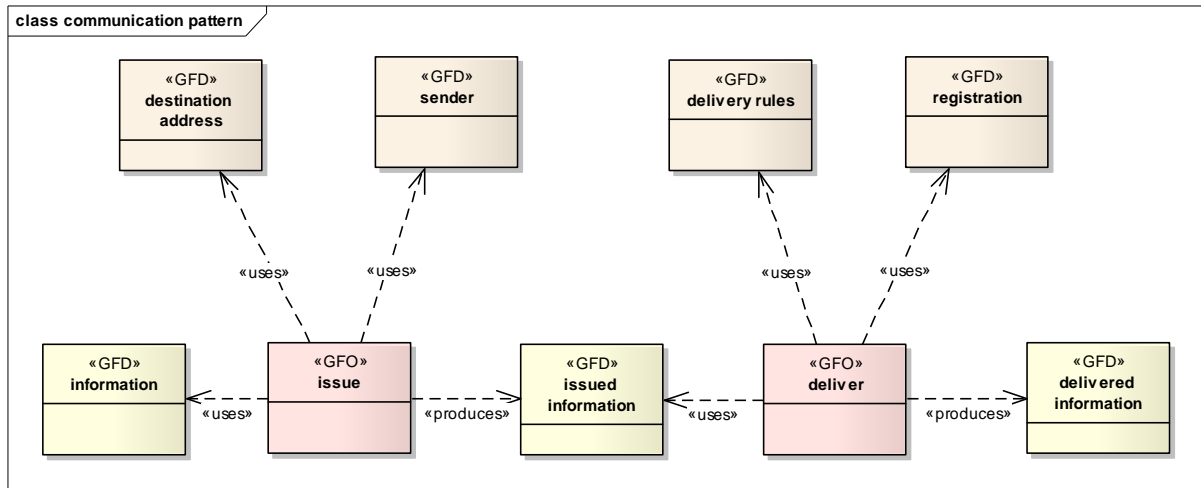 class communication pattern
«GFD»
destination
address
«GFD»
sender
«GFD»
delivery rules
«GFD»
registration
«uses»
«uses»
«uses»
«uses»
«GFD»
information
«uses»
«GFO»
issue
«produces»
«GFD»
issued
information
«uses»
«GFO»
deliver
«produces»
«GFD»
delivered
information